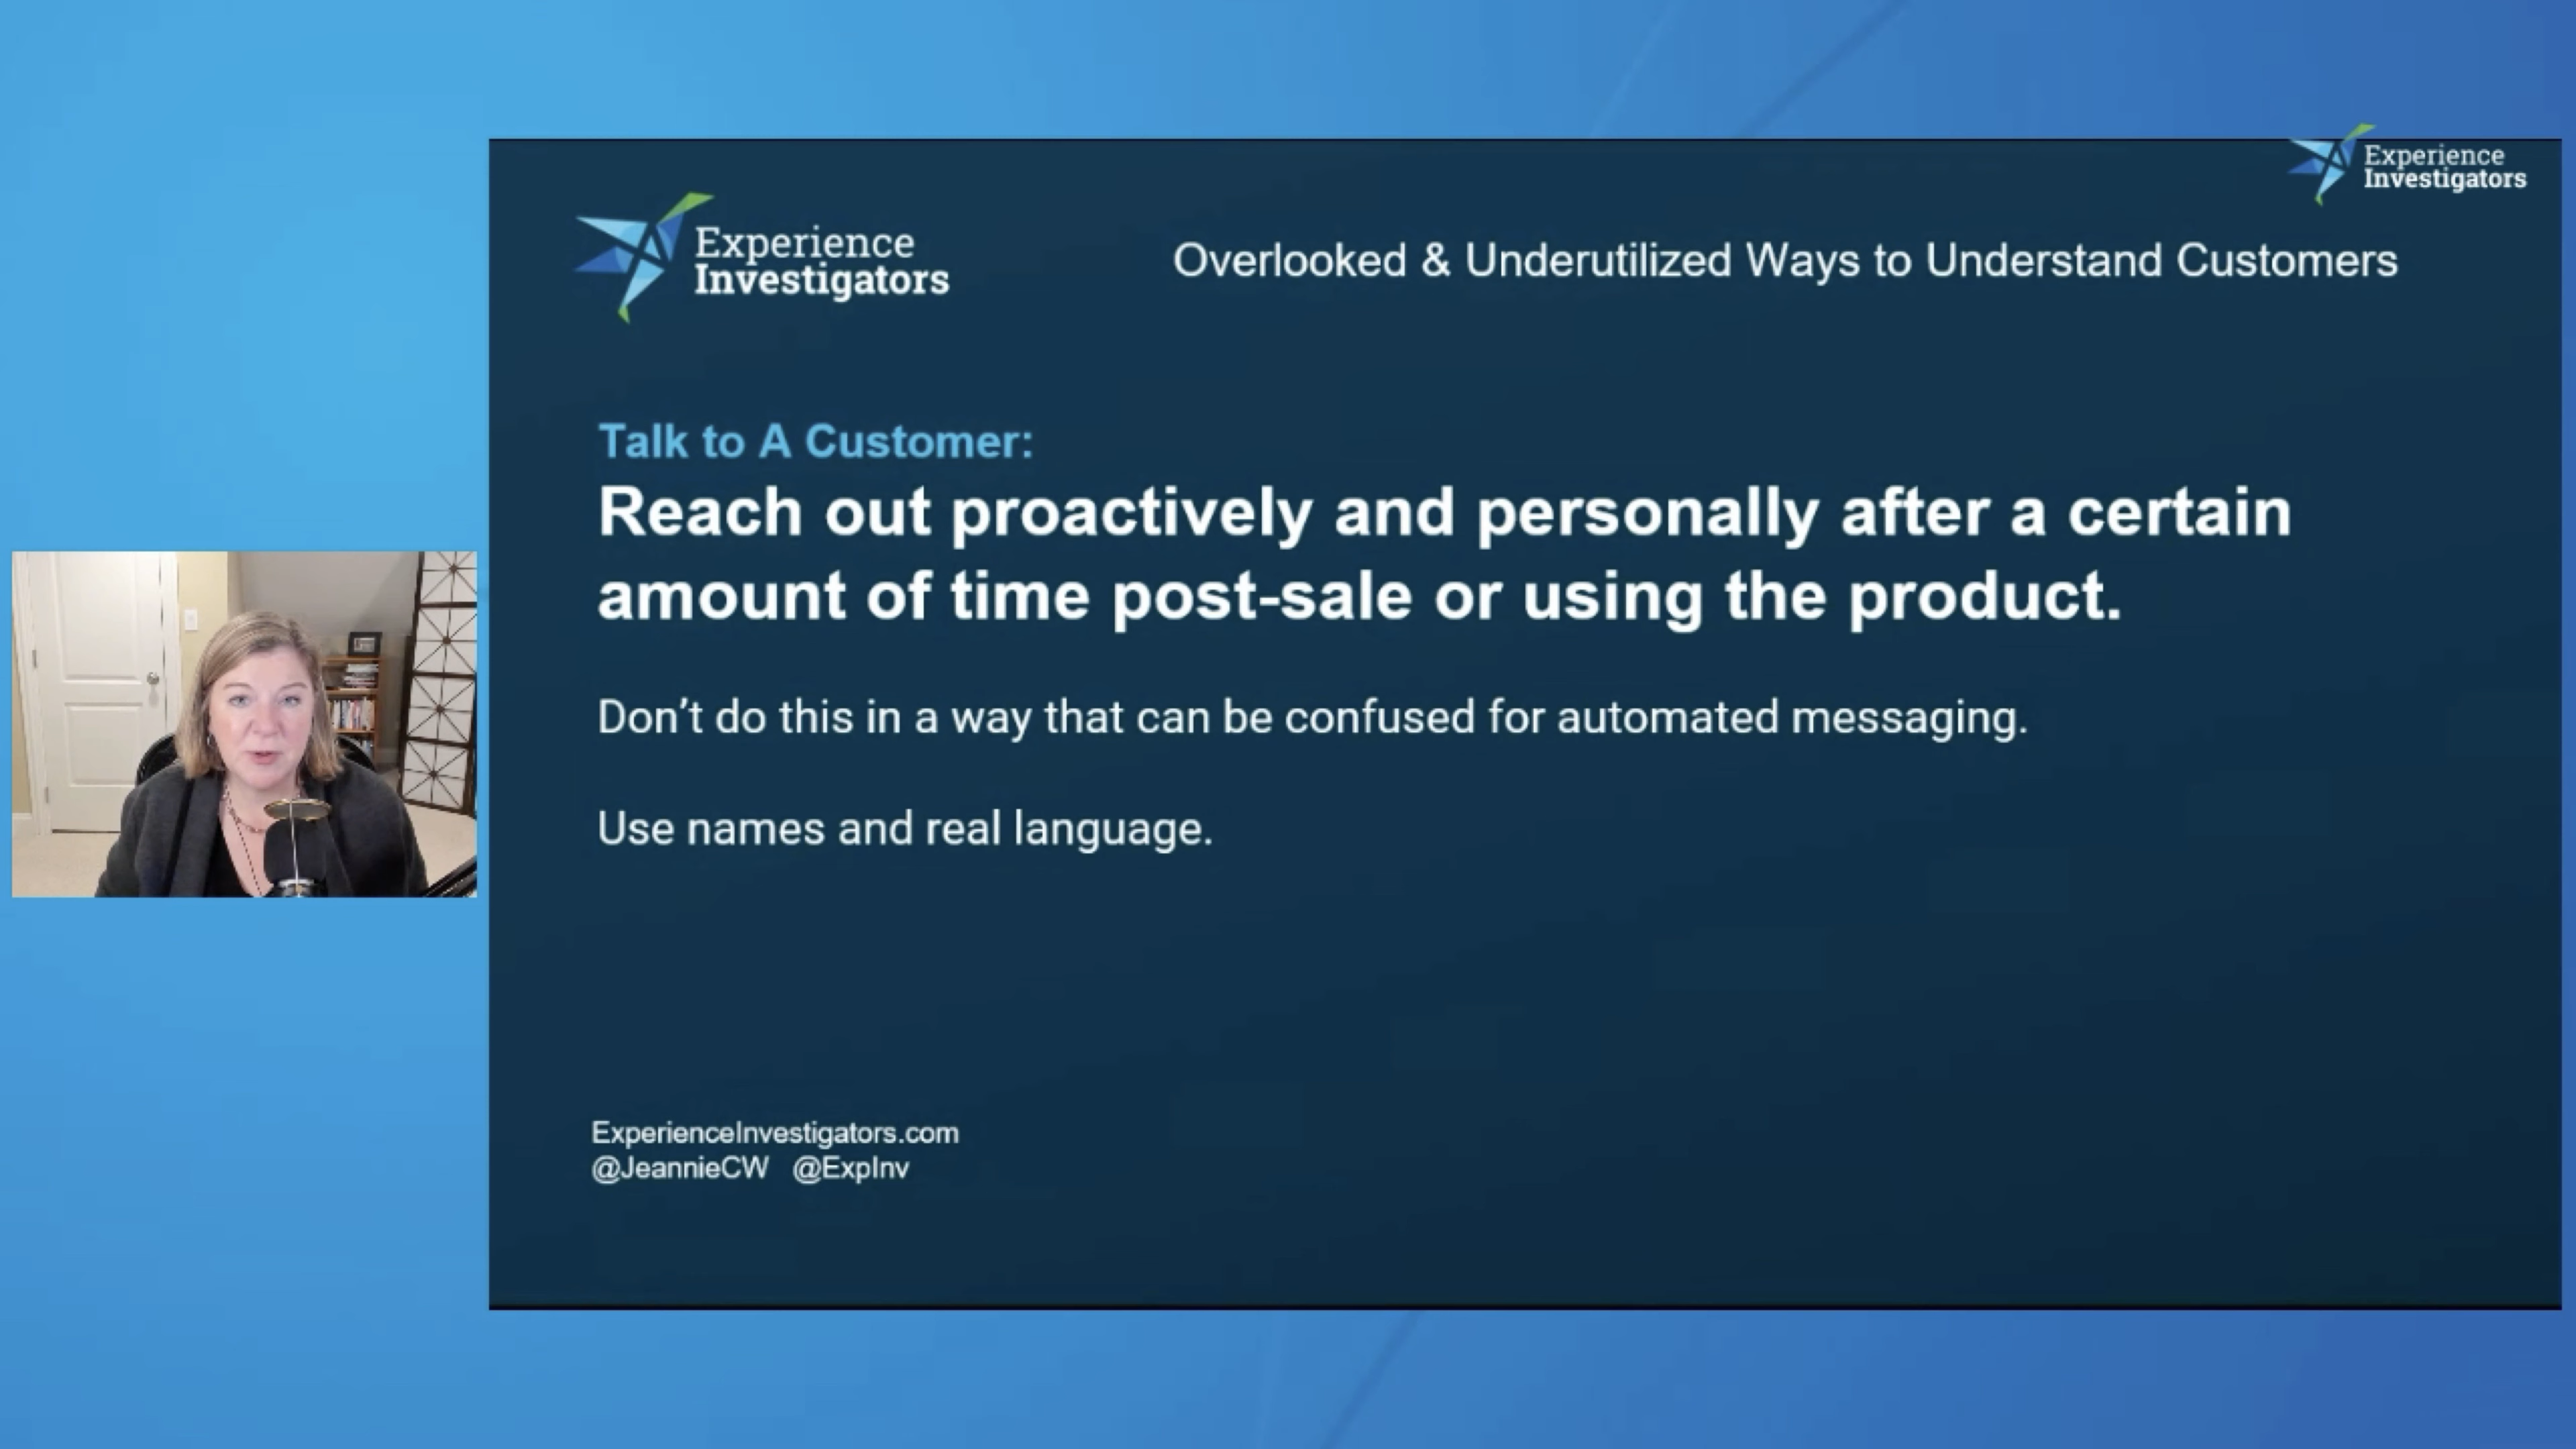 Experience
Investigators
Experience
Investigators
Overlooked & Underutilized Ways to Understand Customers
Talk to A Customer:
Reach out proactively and personally after a certain
amount of time post-sale or using the product.
Don’t do this in a way that can be confused for automated messaging.
Use names and real language.
ExperienceInvestigators.com
@JeannieCW @ExpInv